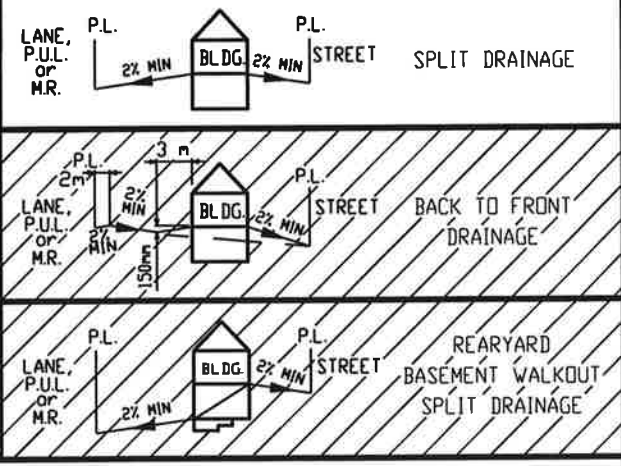 P.L.
P.L.
LANE,
P.U.L.
or
M.R.
2% MIN
BLDG.
2% MIN
STREET
SPLIT DRAINAGE
3 m
P.L.
2m
P.L.
2% MIN
LANE,
P.U.L.
or
M.R.
2% MIN
150mm
BLDG.
2% MIN
STREET
BACK TO FRONT
DRAINAGE
P.L.
P.L.
LANE,
P.U.L.
or
M.R.
2% MIN
BLDG.
2% MIN
STREET
REARYARD
BASEMENT WALKOUT
SPLIT DRAINAGE